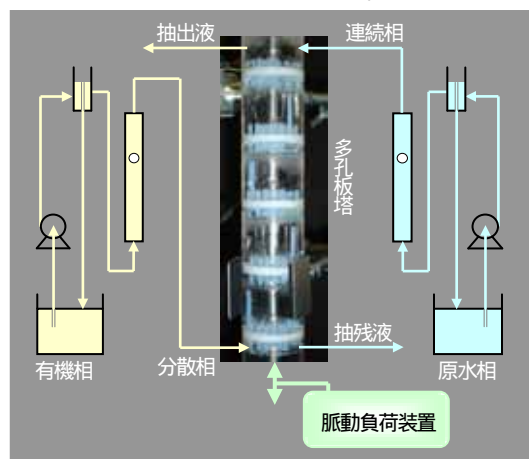 抽出液
連続相
多孔板塔
有機相
分散相
抽残液
原水相
脈動負荷装置